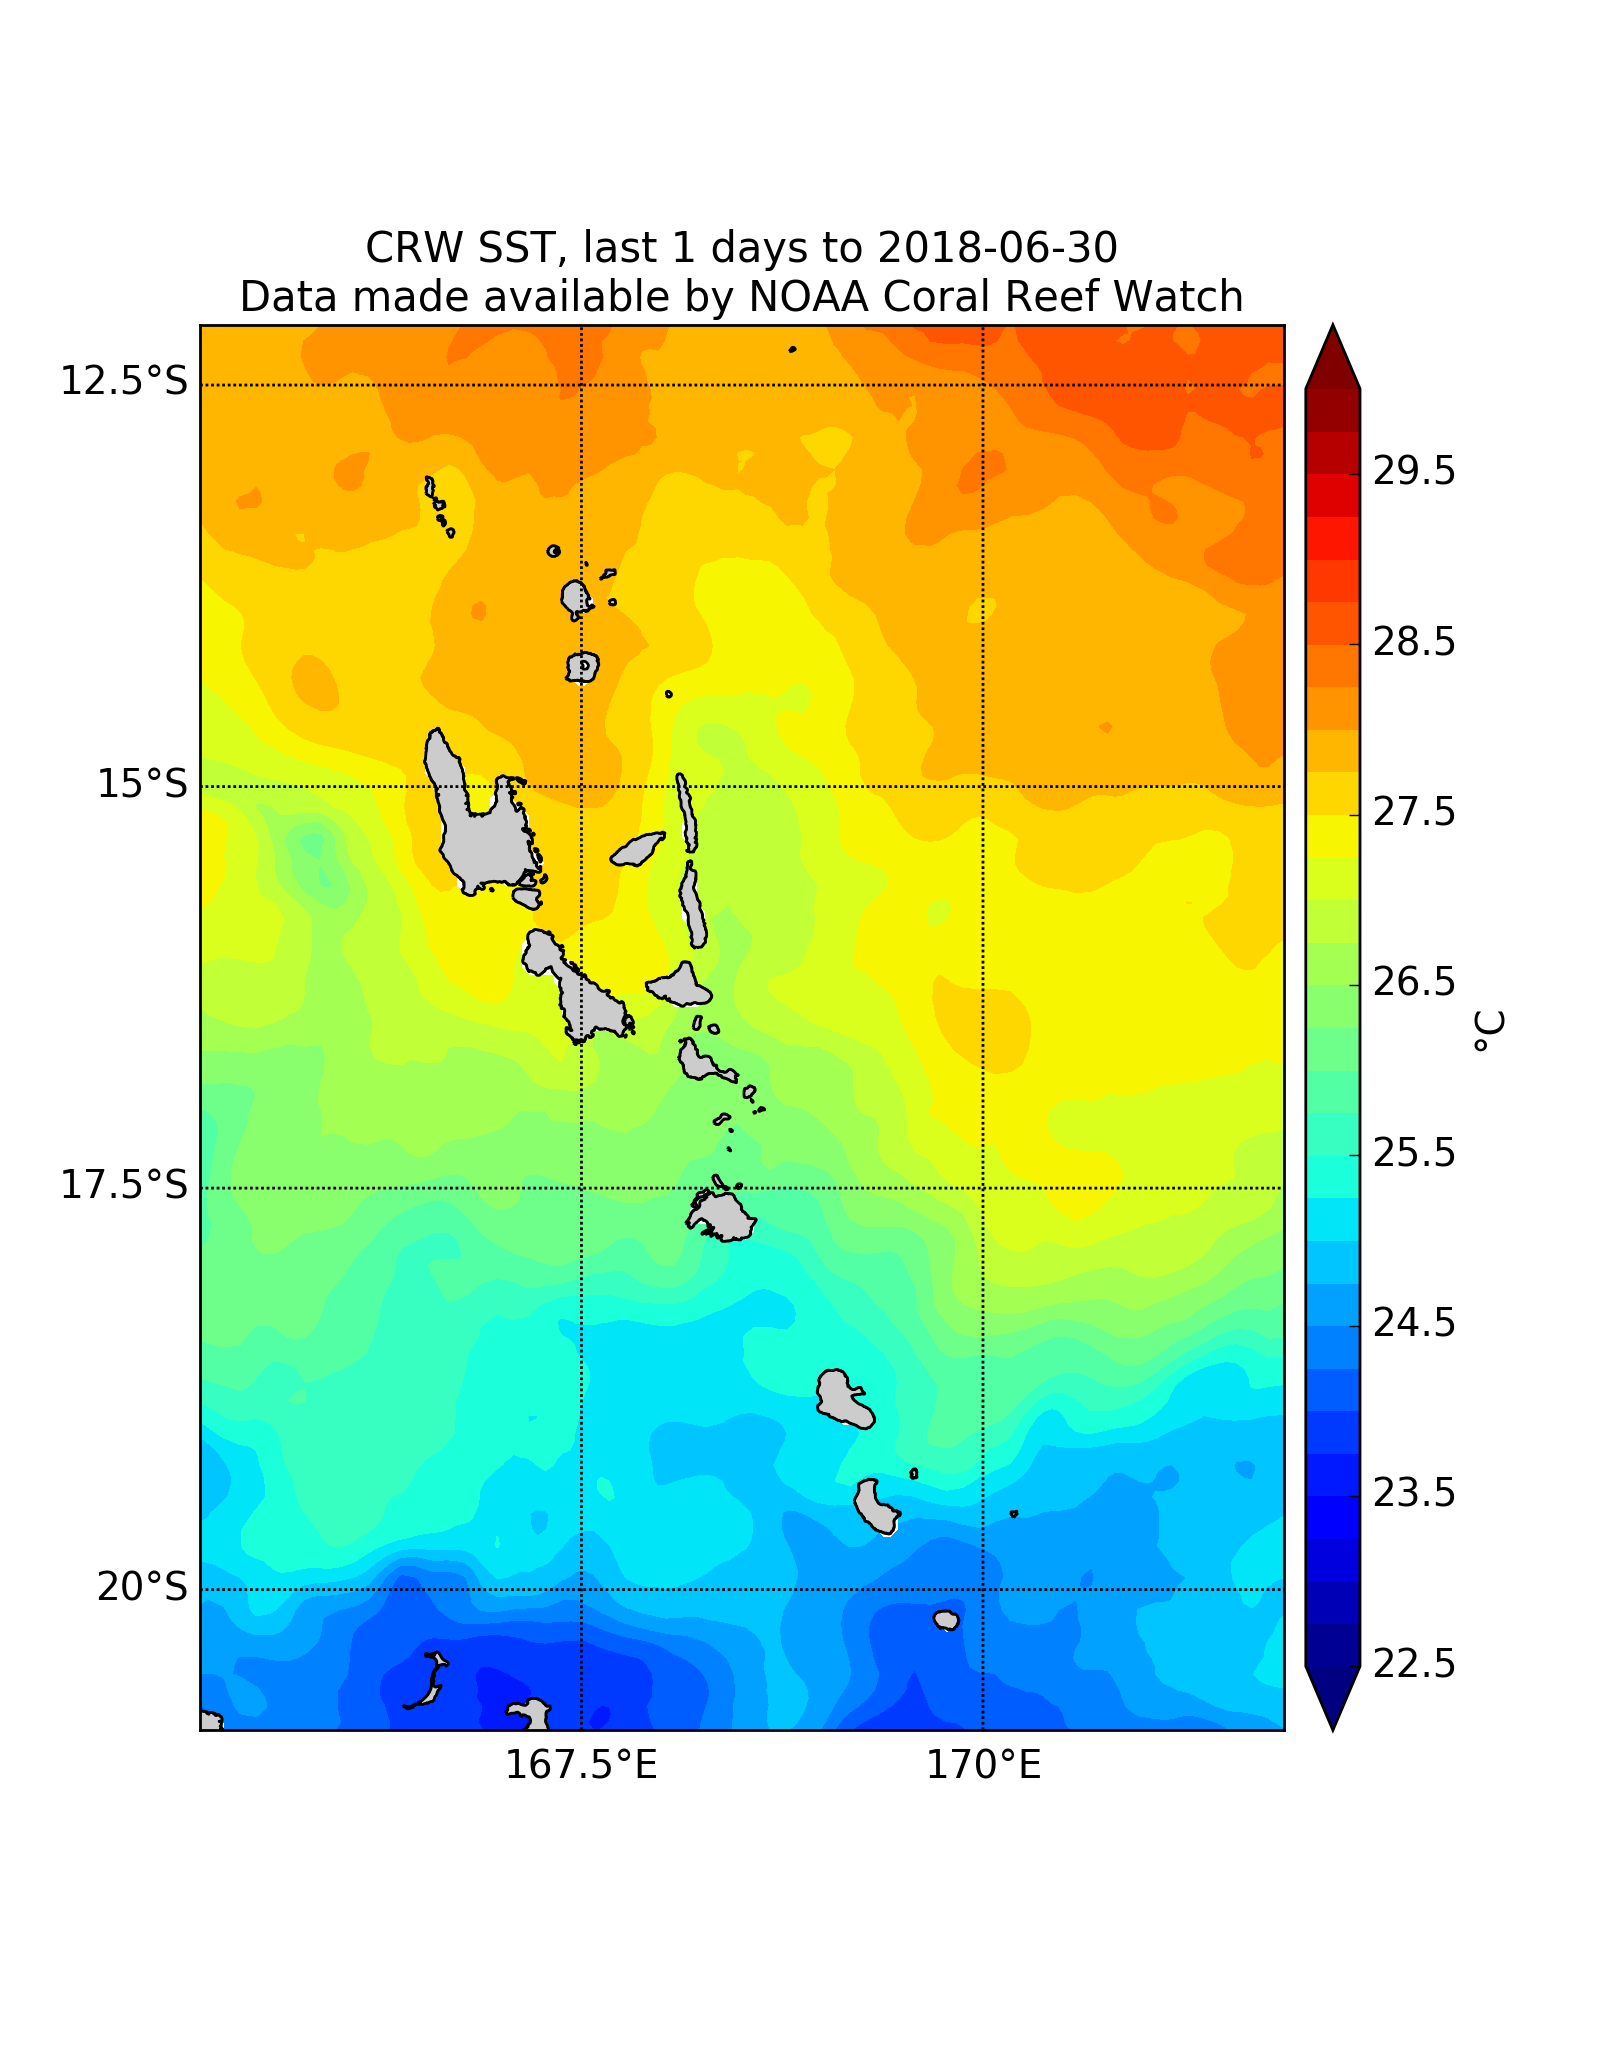 CRW SST, last 1 days to 2018-06-30
Data made available by NOAA Coral Reef Watch
12.5°S
15°S
17.5°S
20°S
167.5°E
170°E
29.5
28.5
27.5
26.5
25.5
24.5
23.5
22.5
°C